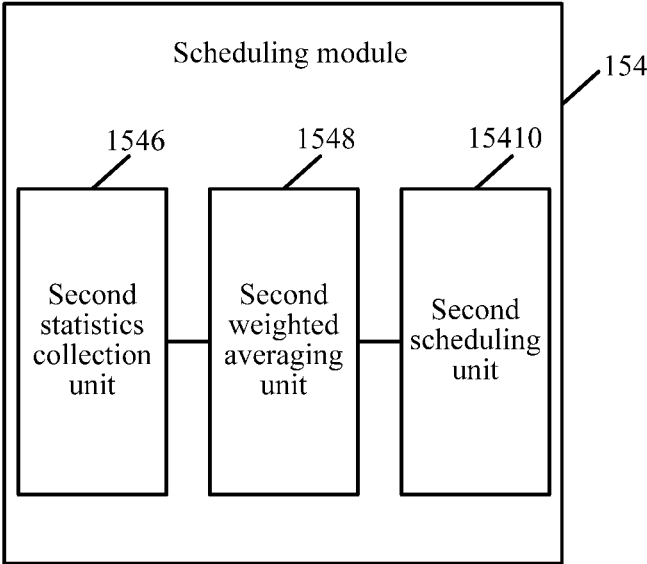 Scheduling module
154
1546
1548
15410
Second
statistics
collection
unit
Second
weighted
averaging
unit
Second
scheduling
unit